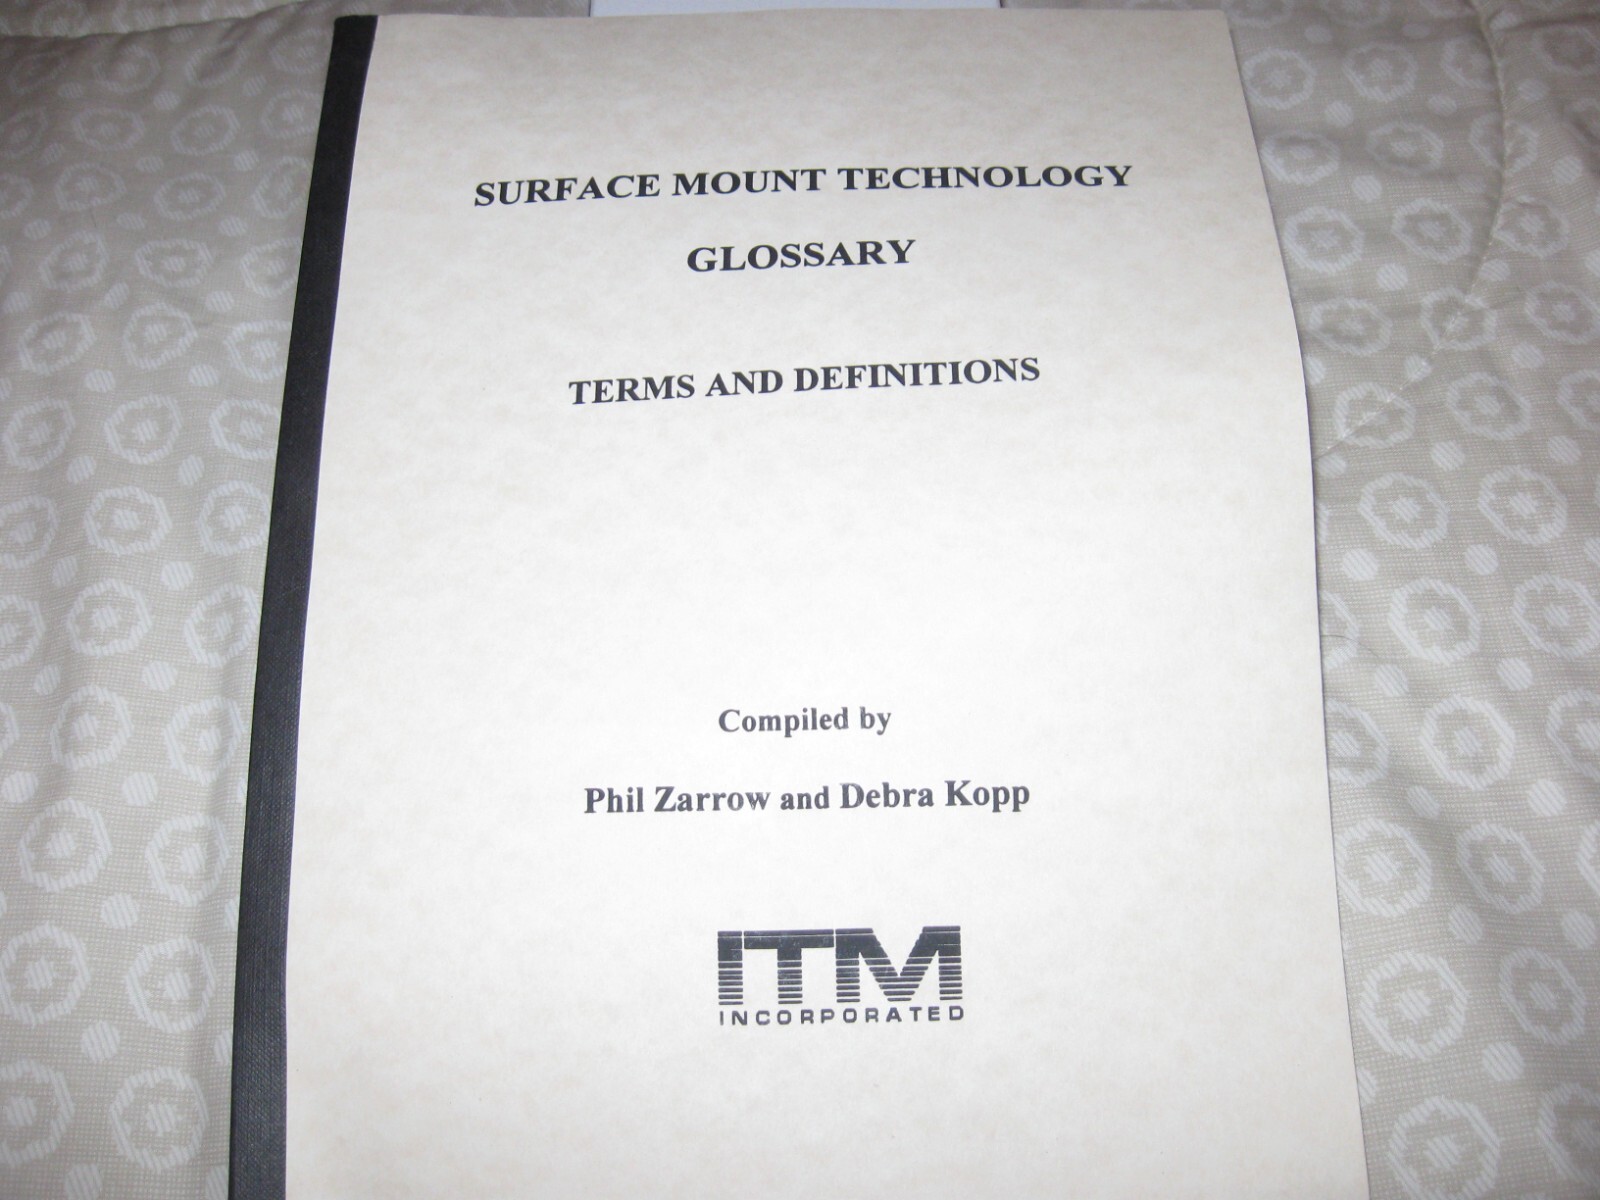 SURFACE MOUNT TECHNOLOGY
GLOSSARY
TERMS AND DEFINITIONS
Compiled by
Phil Zarrow and Debra Kopp
ITM
INCORPORATED